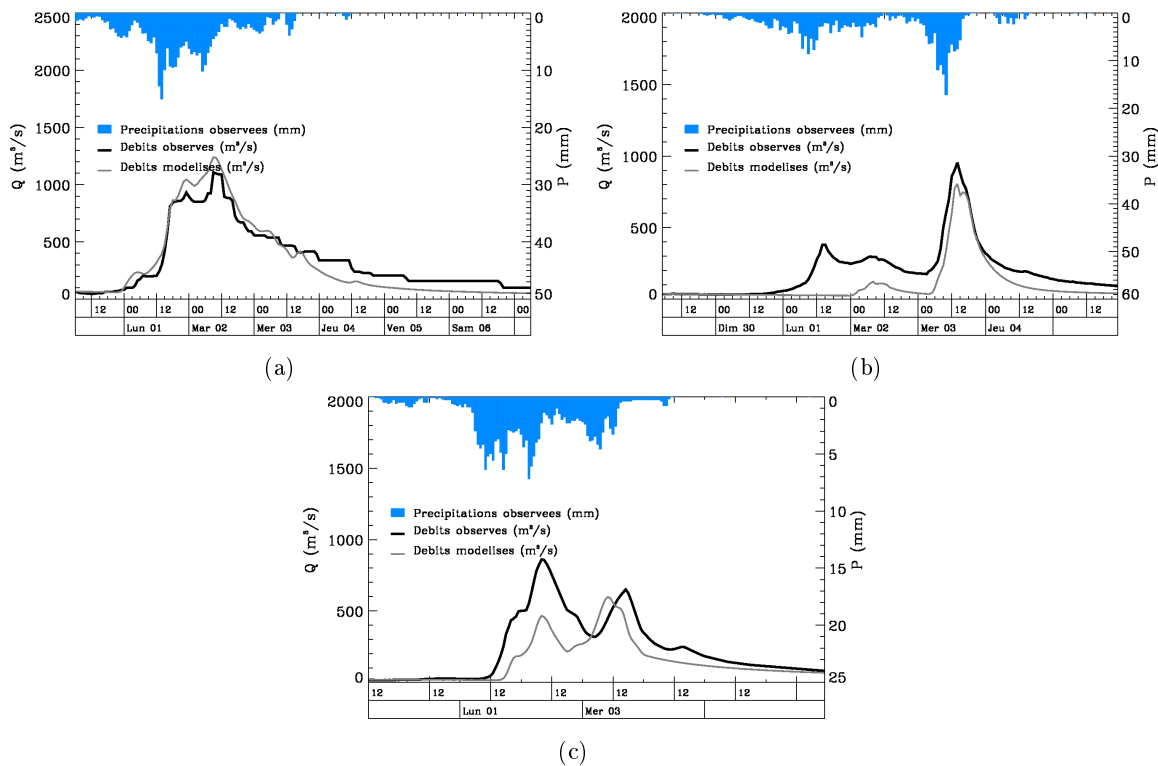 2500
2000
1500
1000
500
0
Q (m³/s)
0
10
20
30
40
50
P (mm)
Precipitations observees (mm)
Debits observes (m³/s)
Debits modelises (m³/s)
12 00 12 00 12 00 12 00 12 00 12 00 12 00
Lun 01 Mar 02 Mer 03 Jeu 04 Ven 05 Sam 06
(a)
2000
1500
1000
500
0
Q (m³/s)
0
10
20
30
40
50
60
P (mm)
Precipitations observees (mm)
Debits observes (m³/s)
Debits modelises (m³/s)
12 00 12 00 12 00 12 00 12 00 12 00 12
Dim 30 Lun 01 Mar 02 Mer 03 Jeu 04
(b)
2000
1500
1000
500
0
Q (m³/s)
0
5
10
15
20
25
P (mm)
Precipitations observees (mm)
Debits observes (m³/s)
Debits modelises (m³/s)
12 12 12 12 12 12 12
Lun 01 Mer 03
(c)